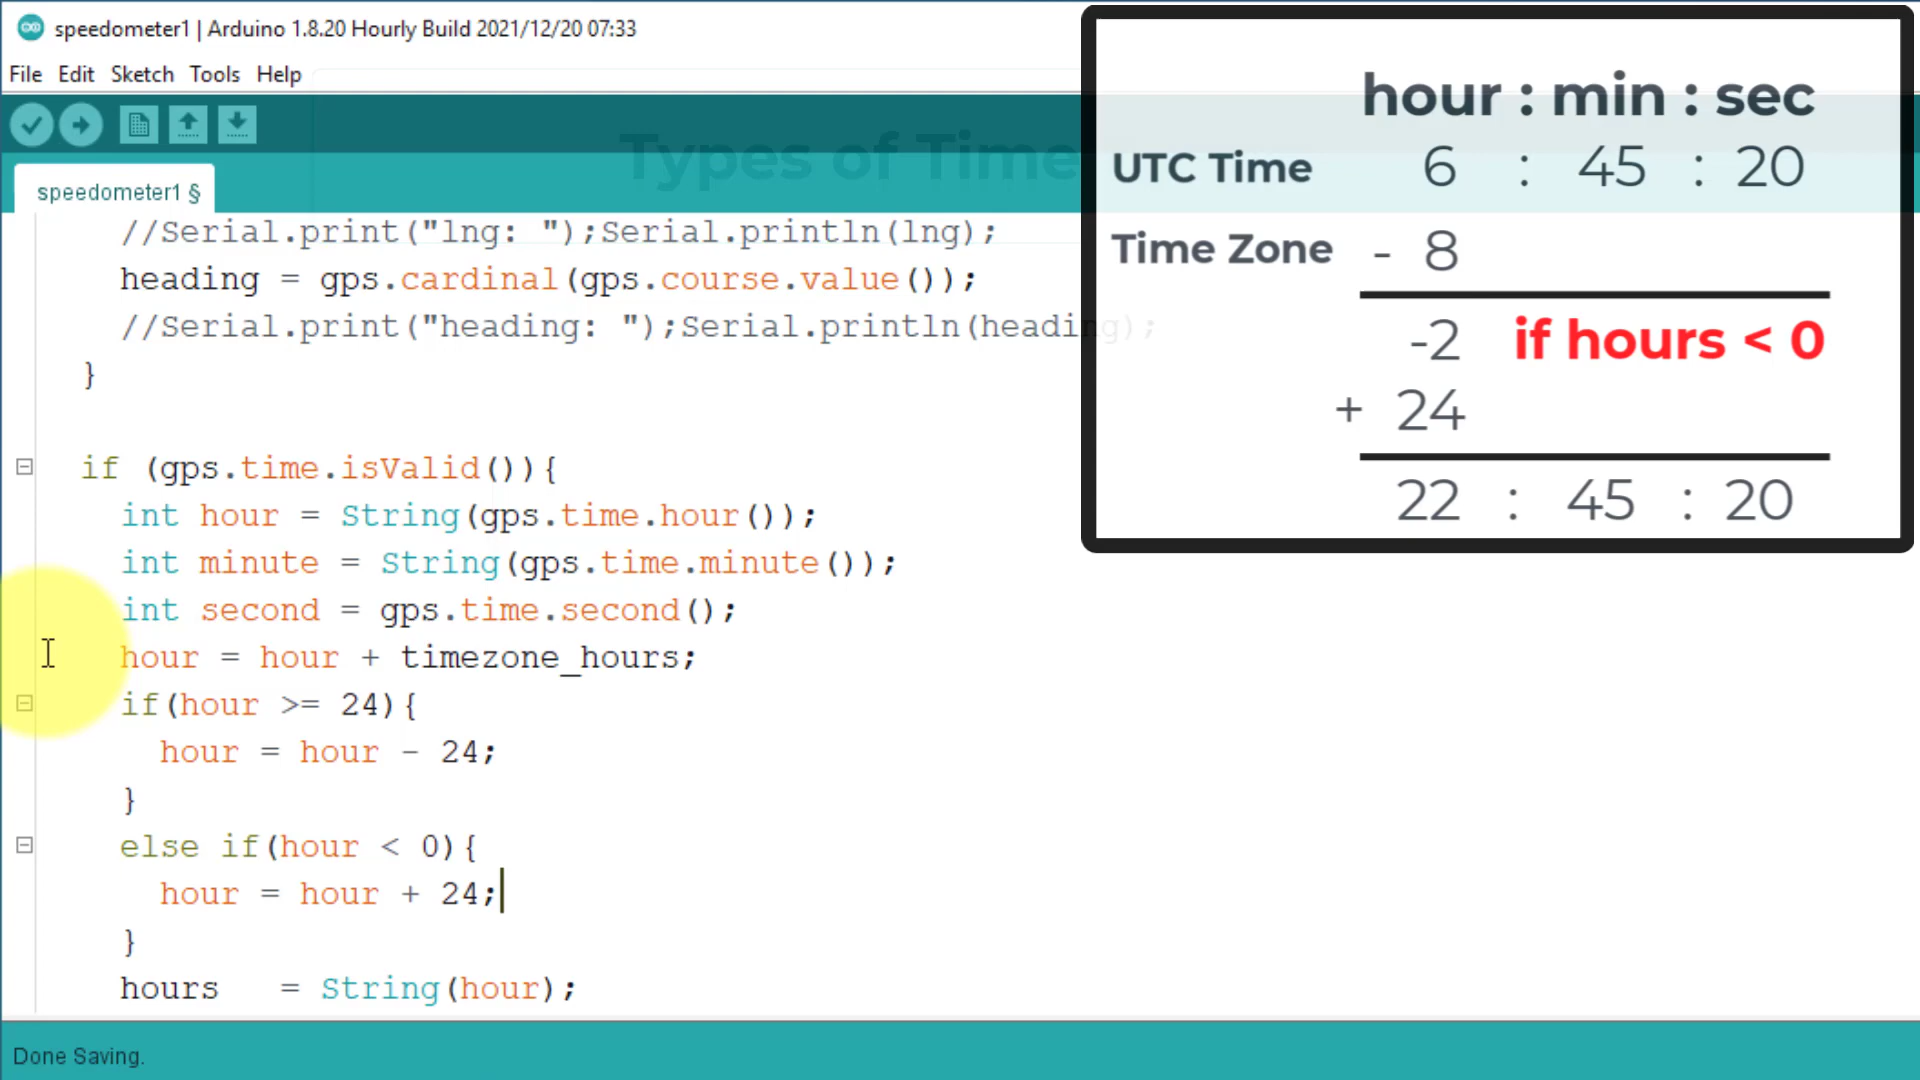 speedometer1 | Arduino 1.8.20 Hourly Build 2021/12/20 07:33
File Edit Sketch Tools Help
Types of Time
speedometer1 §
//Serial.print("lng: ");Serial.println(lng);
heading = gps.cardinal(gps.course.value());
//Serial.print("heading: ");Serial.println(heading);
}
if (gps.time.isValid()){
int hour = String(gps.time.hour());
int minute = String(gps.time.minute());
int second = gps.time.second();
hour = hour + timezone_hours;
if(hour >= 24){
hour = hour - 24;
}
else if(hour < 0){
hour = hour + 24;
}
hours = String(hour);
Done Saving.
hour : min : sec
UTC Time 6 : 45 : 20
Time Zone - 8
-2 if hours < 0
+ 24
22 : 45 : 20